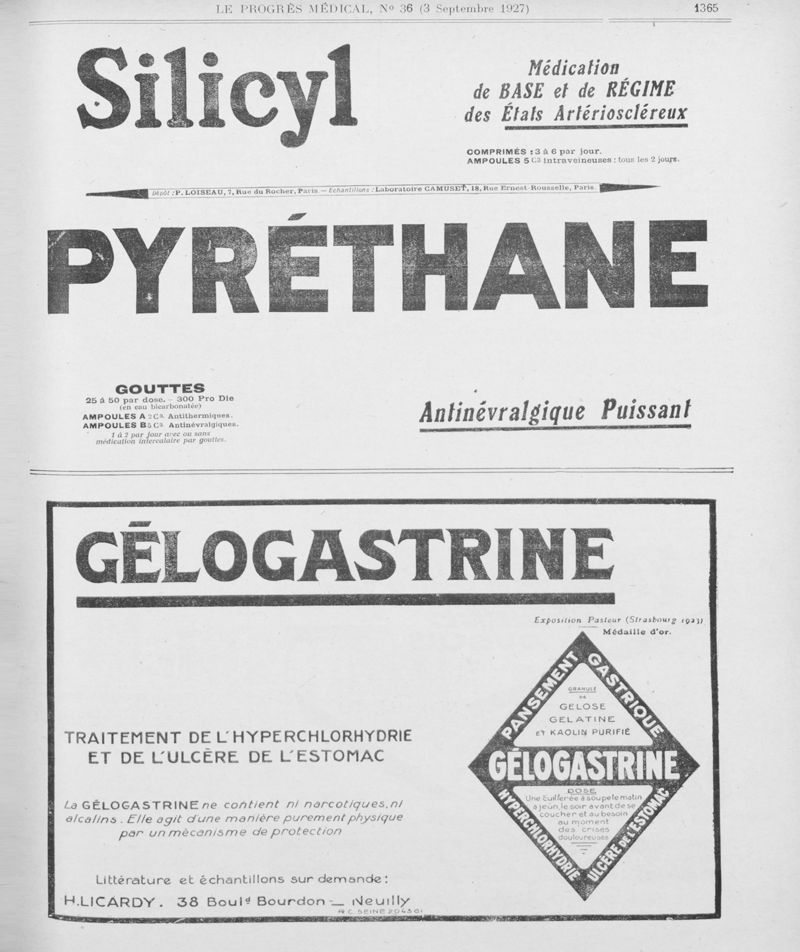 LE PROGRÈS MÉDICAL, No 36 (3 Septembre 1927)
1365
Silicyl
Médication
de BASE et de RÉGIME
des États Artérioscléreux
COMPRIMÉS : 3 à 6 par jour.
AMPOULES 5 Cᶟ intraveineuses : tous les 2 jours.
Dépôt : P. LOISEAU, 7, Rue du Rocher, Paris — Echantillons : Laboratoire CAMUSET, 18, Rue Ernest-Rousselle, Paris
PYRÉTHANE
GOUTTES
25 à 50 par dose. - 300 Pro Die
(en eau bicarbonatée)
AMPOULES A 2 Cᶟ. Antithermiques.
AMPOULES B 5 Cᶟ. Antinévralgiques.
1 à 2 par jour avec ou sans
médication intercalaire par gouttes.
Antinévralgique Puissant
GÉLOGASTRINE
Exposition Pasteur (Strasbourg 1923)
Médaille d'or.
TRAITEMENT DE L'HYPERCHLORHYDRIE
ET DE L'ULCÈRE DE L'ESTOMAC
La GÉLOGASTRINE ne contient ni narcotiques, ni
alcalins. Elle agit d'une manière purement physique
par un mécanisme de protection
Littérature et échantillons sur demande :
H. LICARDY. 38 Boulᵈ Bourdon — Neuilly
R.C. SEINE 204361
PANSEMENT GASTRIQUE
GRANULÉ
DE
GELOSE
GELATINE
ET KAOLIN PURIFIÉ
GÉLOGASTRINE
DOSE
Une Cuillerée à soupe le matin
à jeun, le soir avant de se
coucher et au besoin
au moment
des crises
douloureuses
HYPERCHLORHYDRIE
ULCÈRE DE L'ESTOMAC